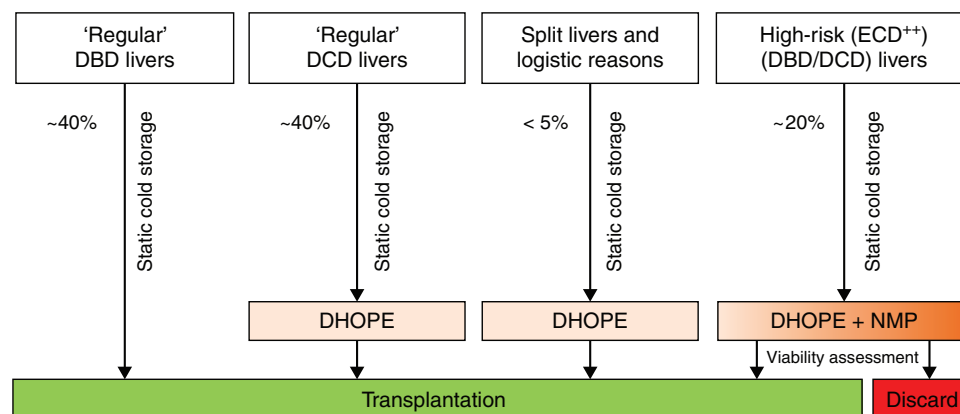 ‘Regular’
DBD livers
‘Regular’
DCD livers
Split livers and
logistic reasons
High-risk (ECD⁺⁺)
(DBD/DCD) livers
~40%
Static cold storage
~40%
Static cold storage
< 5%
Static cold storage
~20%
Static cold storage
DHOPE
DHOPE
DHOPE + NMP
Viability assessment
Transplantation
Discard